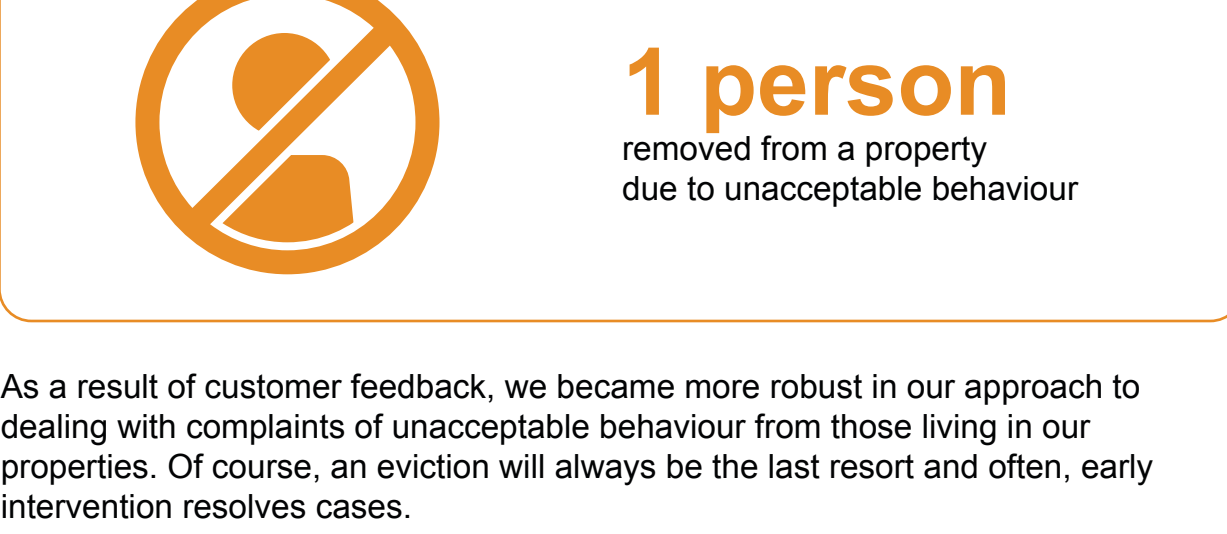 1 person
removed from a property
due to unacceptable behaviour
As a result of customer feedback, we became more robust in our approach to
dealing with complaints of unacceptable behaviour from those living in our
properties. Of course, an eviction will always be the last resort and often, early
intervention resolves cases.